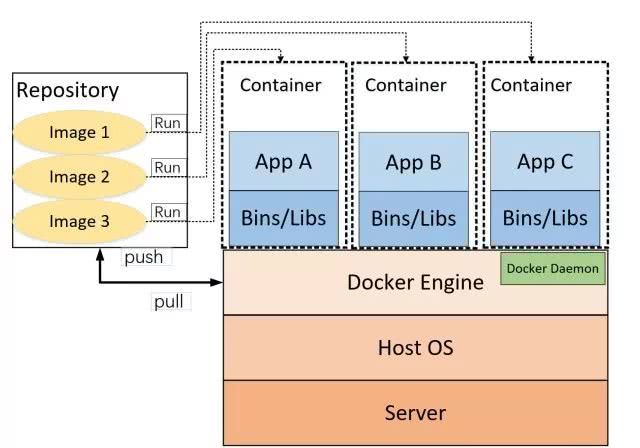 Repository
Image 1
Run
Image 2
Run
Image 3
Run
push
pull
Container
Container
Container
App A
App B
App C
Bins/Libs
Bins/Libs
Bins/Libs
Docker Daemon
Docker Engine
Host OS
Server